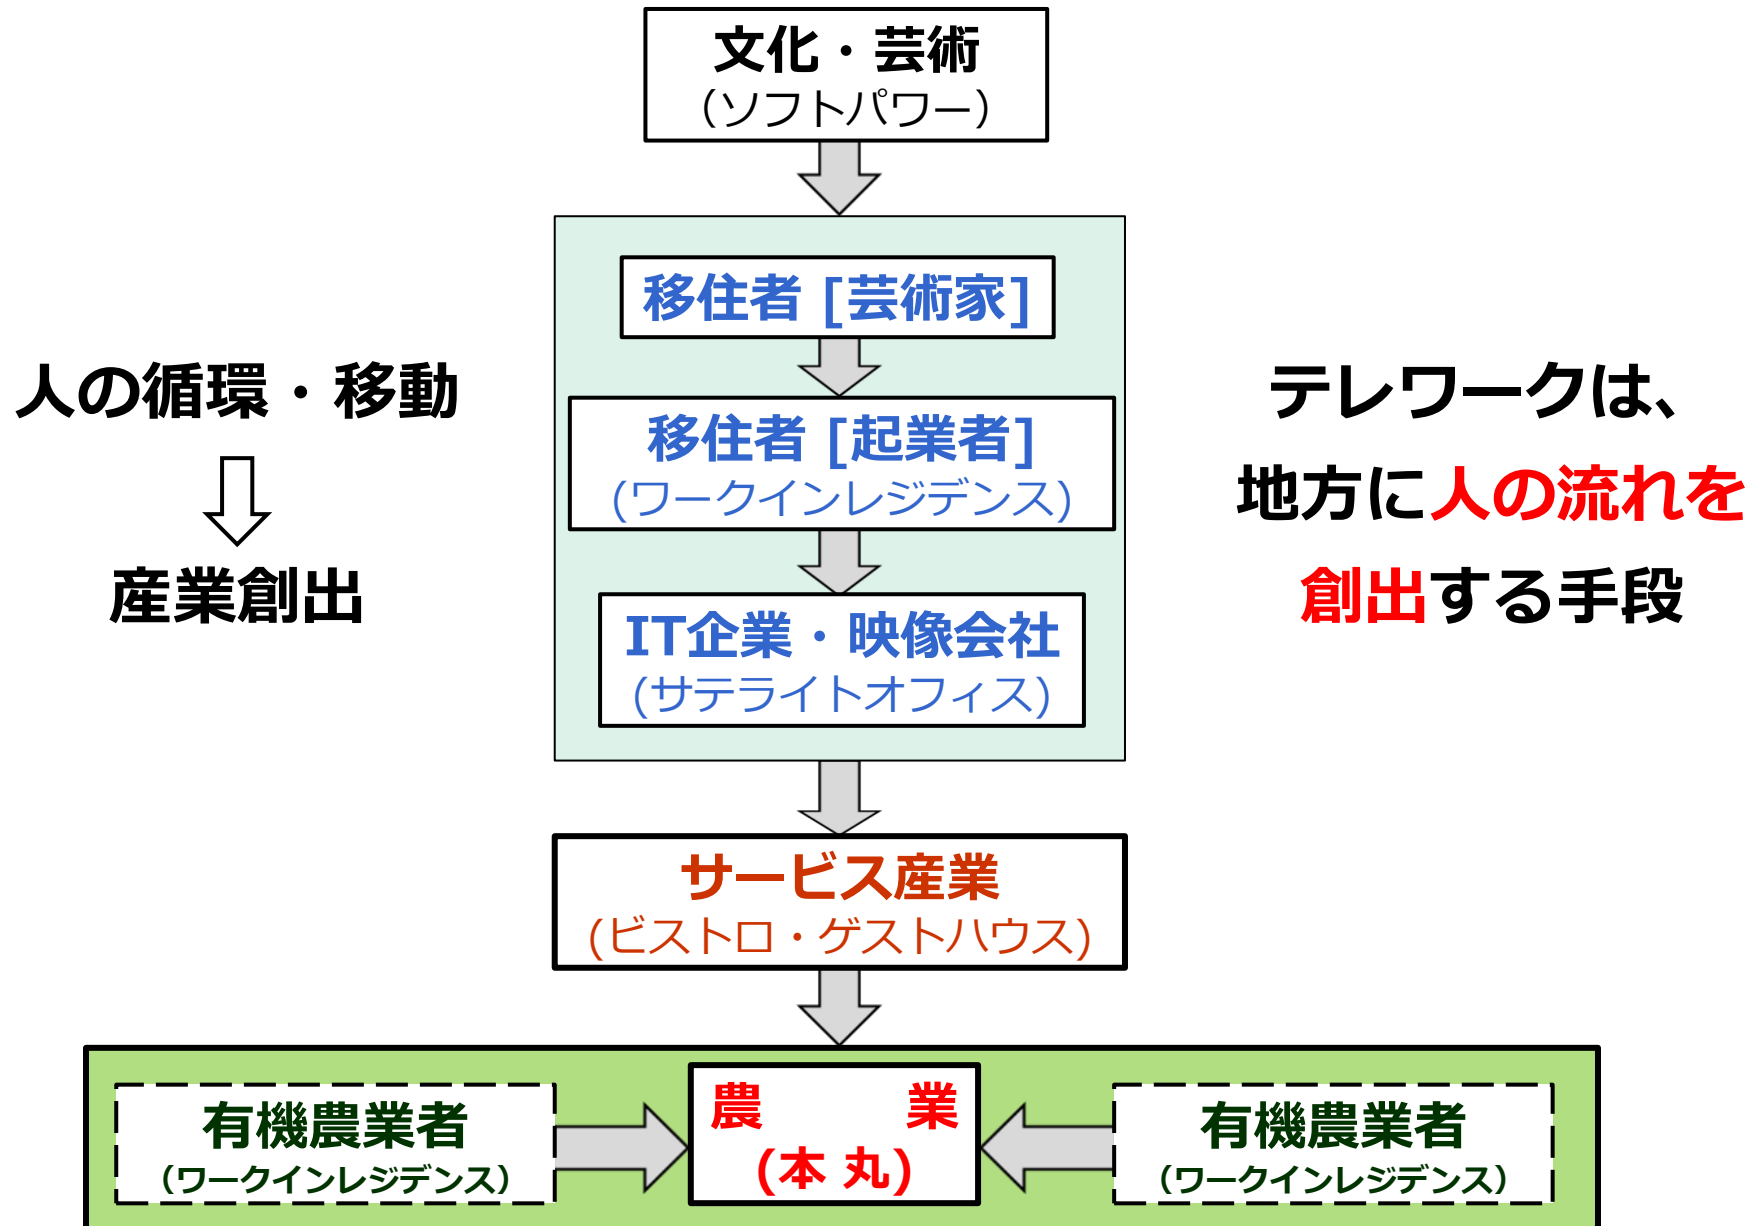 文化・芸術
（ソフトパワー）
移住者 [芸術家]
移住者 [起業者]
(ワークインレジデンス)
IT企業・映像会社
(サテライトオフィス)
人の循環・移動
産業創出
テレワークは、
地方に人の流れを
創出する手段
サービス産業
(ビストロ・ゲストハウス)
有機農業者
(ワークインレジデンス)
農　　業
(本 丸)
有機農業者
(ワークインレジデンス)